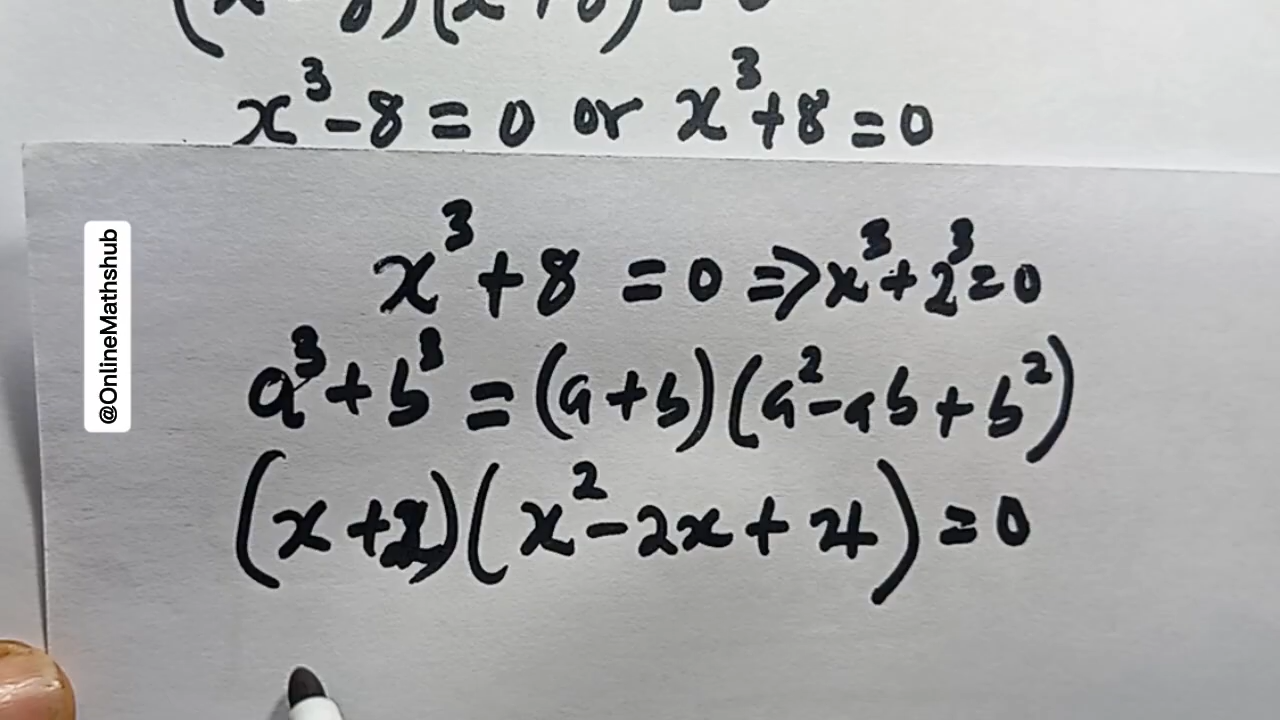 x³ - 8 = 0 or x³ + 8 = 0
x³ + 8 = 0 => x³ + 2³ = 0
a³ + b³ = (a + b)(a² - ab + b²)
(x + 2)(x² - 2x + 4) = 0
@OnlineMathshub